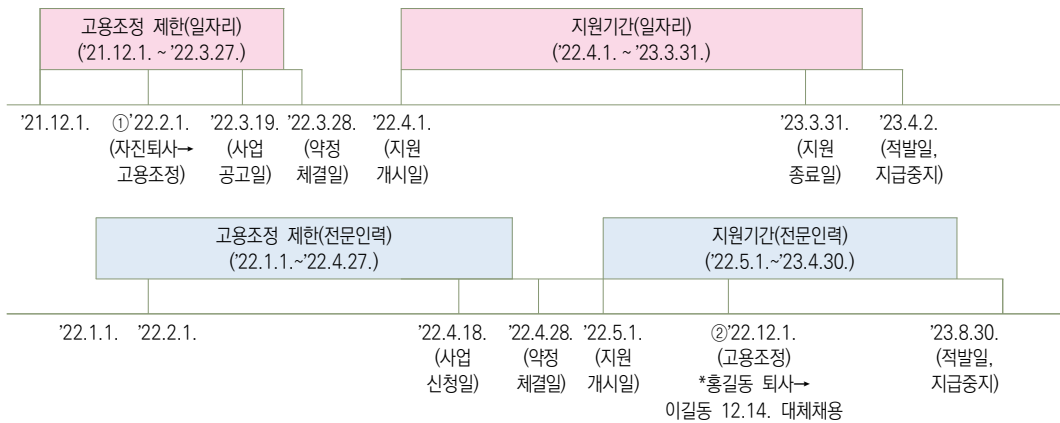 고용조정 제한(일자리)
('21.12.1. ~ '22.3.27.)
지원기간(일자리)
('22.4.1. ~ '23.3.31.)
'21.12.1.
①'22.2.1.
(자진퇴사→
고용조정)
'22.3.19.
(사업
공고일)
'22.3.28.
(약정
체결일)
'22.4.1.
(지원
개시일)
'23.3.31.
(지원
종료일)
'23.4.2.
(적발일,
지급중지)
고용조정 제한(전문인력)
('22.1.1.~'22.4.27.)
지원기간(전문인력)
('22.5.1.~'23.4.30.)
'22.1.1.
'22.2.1.
'22.4.18.
(사업
신청일)
'22.4.28.
(약정
체결일)
'22.5.1.
(지원
개시일)
②'22.12.1.
(고용조정)
*홍길동 퇴사→
이길동 12.14. 대체채용
'23.8.30.
(적발일,
지급중지)